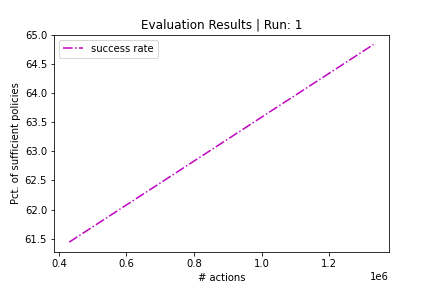 Evaluation Results | Run: 1
65.0
64.5
64.0
63.5
63.0
62.5
62.0
61.5
Pct. of sufficient policies
success rate
0.4 0.6 0.8 1.0 1.2
1e6
# actions